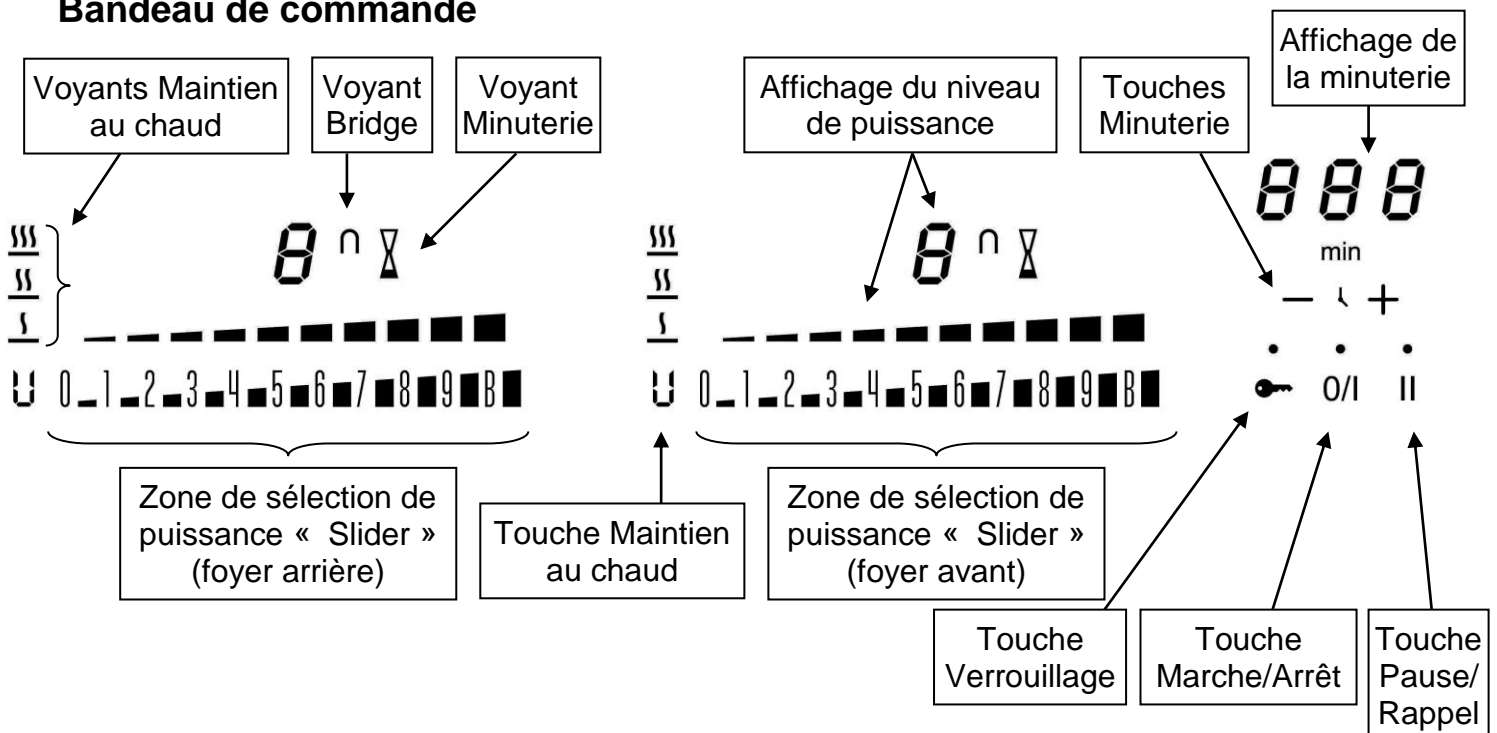 Bandeau de commande
Affichage de
la minuterie
Voyants Maintien
au chaud
Voyant
Bridge
Voyant
Minuterie
Affichage du niveau
de puissance
Touches
Minuterie
8
8
888
min
− +
U 0 1 2 3 4 5 6 7 8 9 B
U 0 1 2 3 4 5 6 7 8 9 B
0/I II
Zone de sélection de
puissance « Slider »
(foyer arrière)
Touche Maintien
au chaud
Zone de sélection de
puissance « Slider »
(foyer avant)
Touche
Verrouillage
Touche
Marche/Arrêt
Touche
Pause/
Rappel